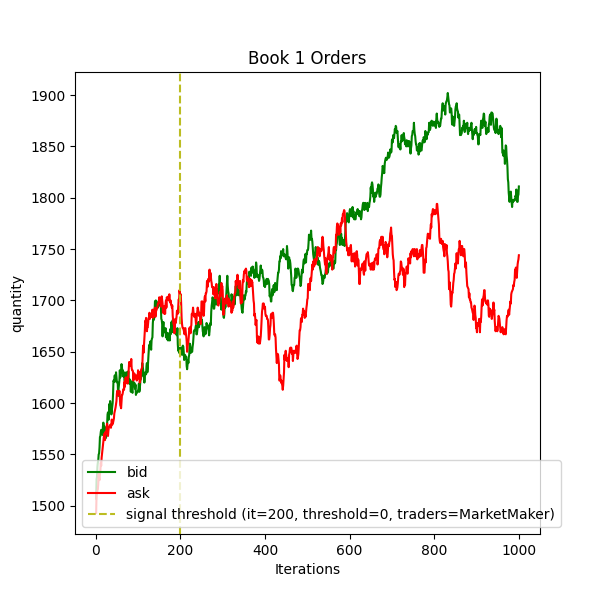 Book 1 Orders
quantity
1900
1850
1800
1750
1700
1650
1600
1550
1500
bid
ask
signal threshold (it=200, threshold=0, traders=MarketMaker)
0 200 400 600 800 1000
Iterations